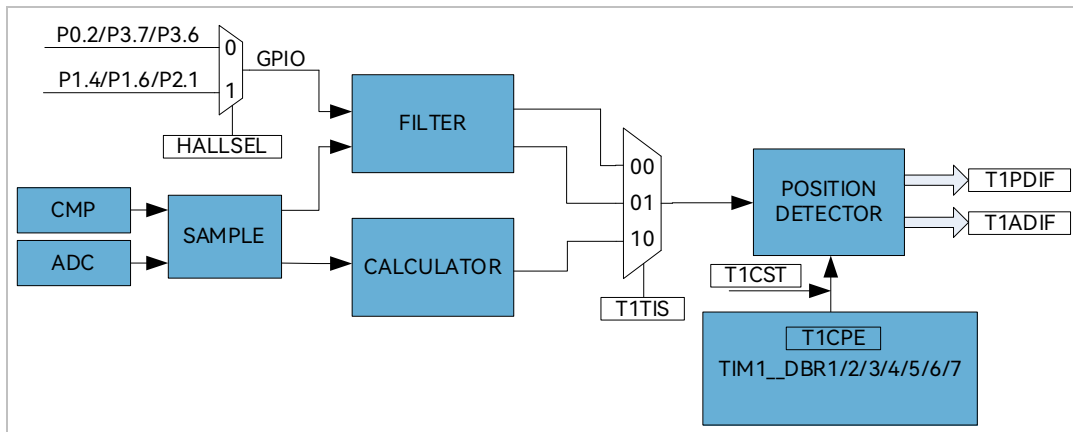 P0.2/P3.7/P3.6
0
GPIO
P1.4/P1.6/P2.1
1
HALLSEL
FILTER
CMP
ADC
SAMPLE
CALCULATOR
00
01
10
T1TIS
POSITION
DETECTOR
T1PDIF
T1ADIF
T1CST
T1CPE
TIM1__DBR1/2/3/4/5/6/7